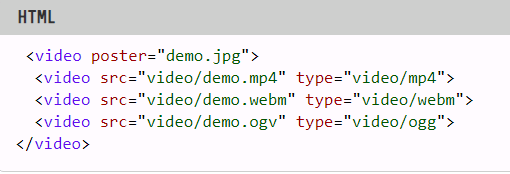 HTML
<video poster="demo.jpg">
<video src="video/demo.mp4" type="video/mp4">
<video src="video/demo.webm" type="video/webm">
<video src="video/demo.ogv" type="video/ogg">
</video>